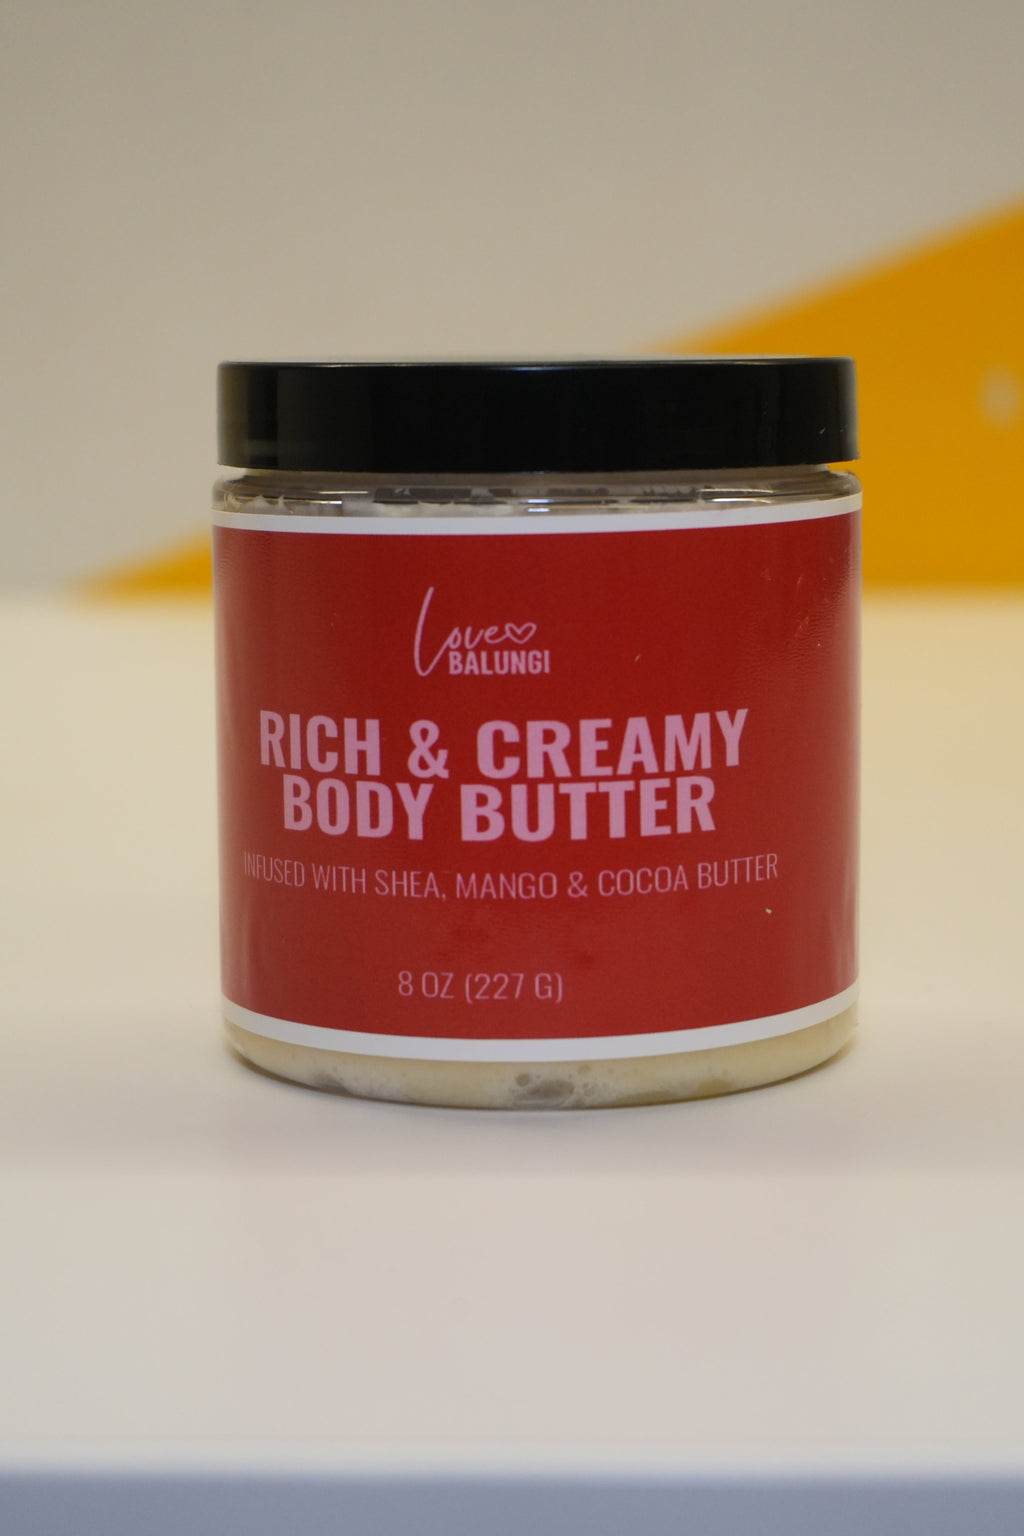 Love
BALUNGI
RICH & CREAMY
BODY BUTTER
INFUSED WITH SHEA, MANGO & COCOA BUTTER
8 OZ (227 G)